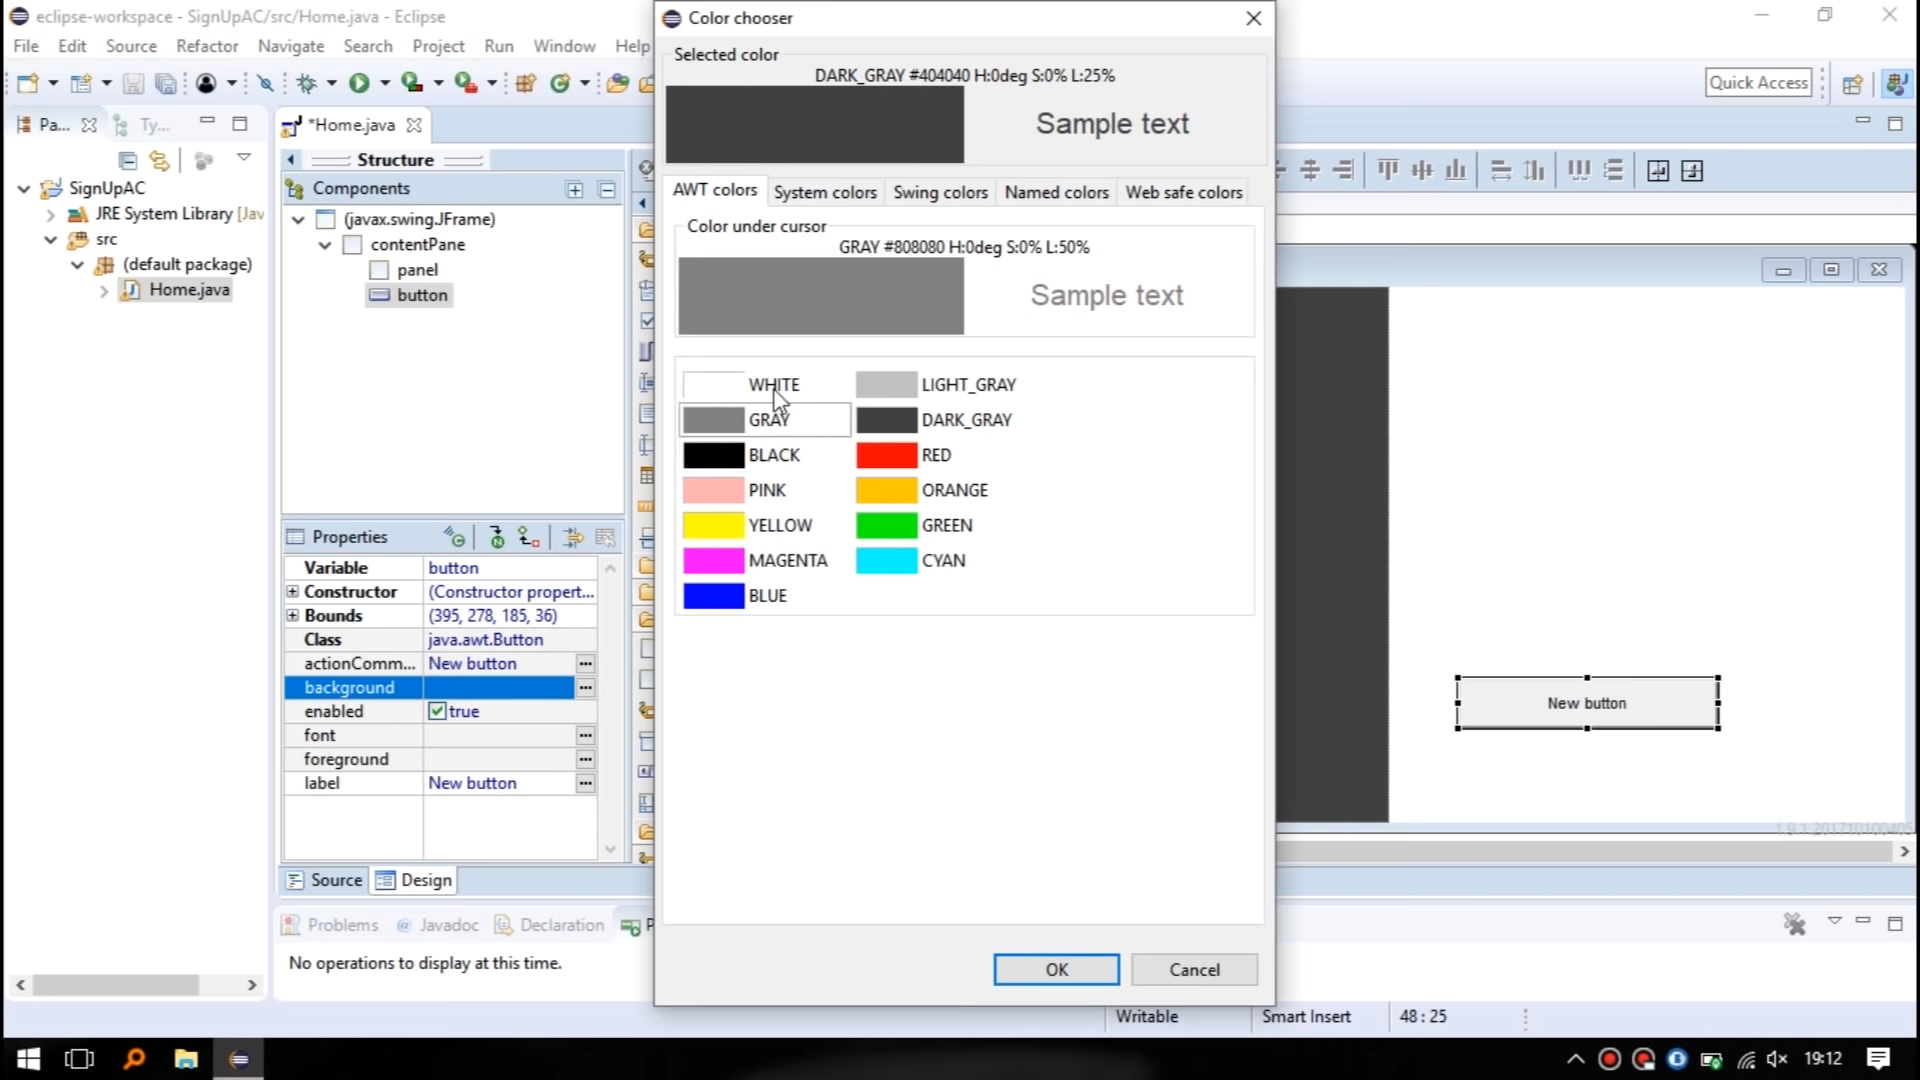 eclipse-workspace - SignUpAC/src/Home.java - Eclipse
File Edit Source Refactor Navigate Search Project Run Window Help
Quick Access
Pa...
Ty...
SignUpAC
JRE System Library [Jav
src
(default package)
Home.java
*Home.java
Structure
Components
(javax.swing.JFrame)
contentPane
panel
button
Properties
Variable button
Constructor (Constructor propert...
Bounds (395, 278, 185, 36)
Class java.awt.Button
actionComm... New button ...
background ...
enabled true
font ...
foreground ...
label New button ...
Source Design
Problems @ Javadoc Declaration P
No operations to display at this time.
Color chooser
Selected color
DARK_GRAY #404040 H:0deg S:0% L:25%
Sample text
AWT colors System colors Swing colors Named colors Web safe colors
Color under cursor
GRAY #808080 H:0deg S:0% L:50%
Sample text
WHITE LIGHT_GRAY
GRAY DARK_GRAY
BLACK RED
PINK ORANGE
YELLOW GREEN
MAGENTA CYAN
BLUE
OK Cancel
New button
1.9.1.201710100405
Writable Smart Insert 48 : 25
19:12